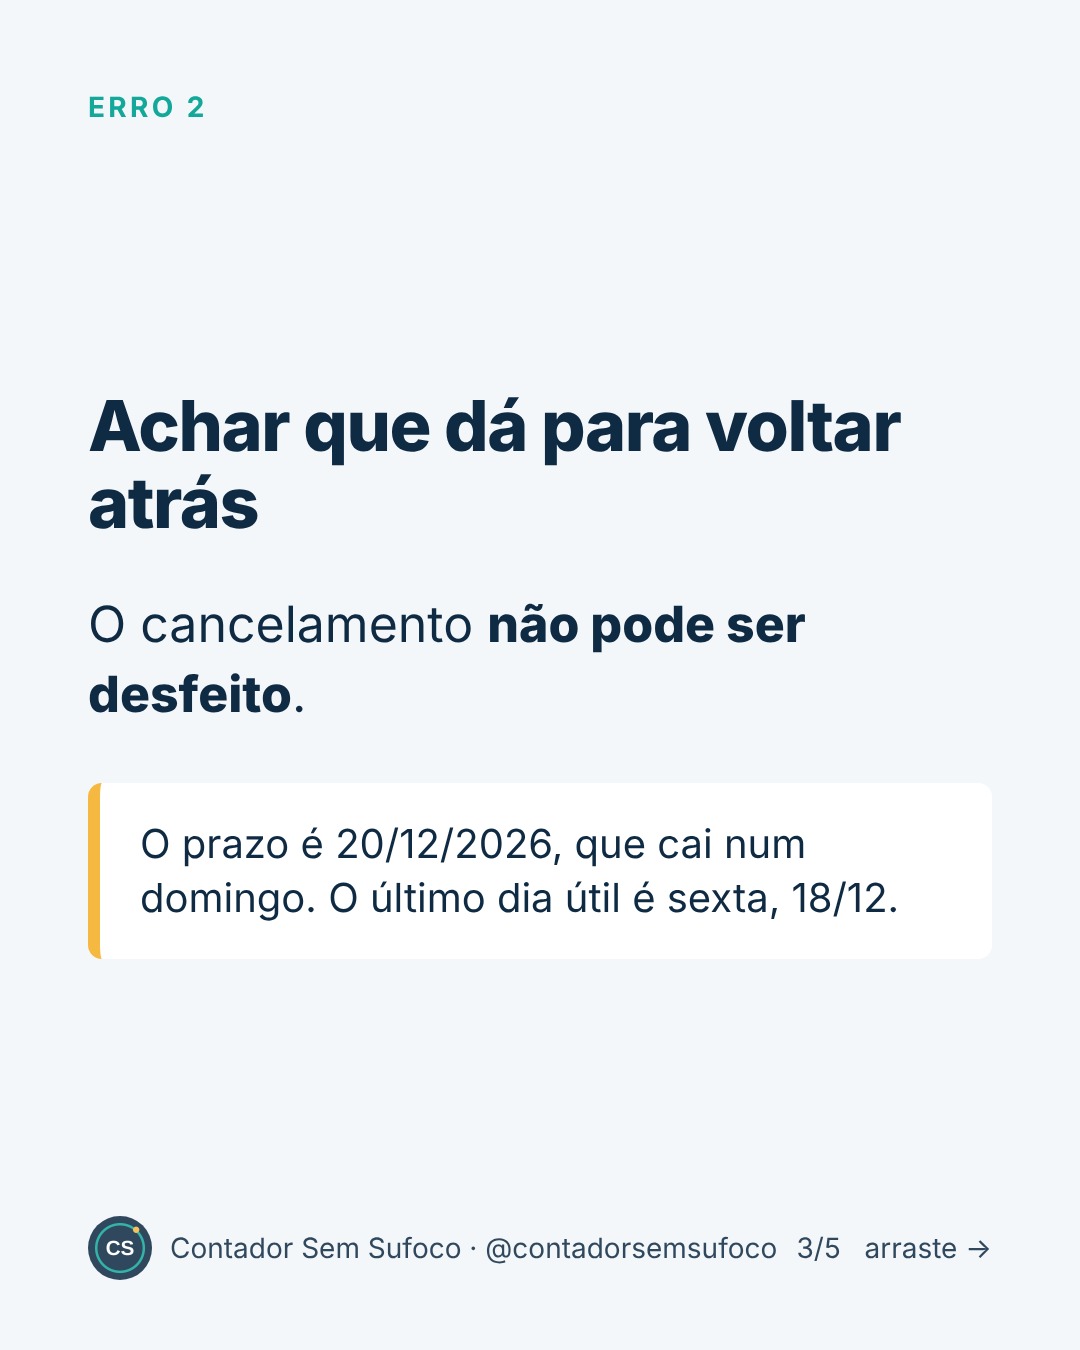 ERRO 2
Achar que dá para voltar
atrás
O cancelamento não pode ser
desfeito.
O prazo é 20/12/2026, que cai num
domingo. O último dia útil é sexta, 18/12.
CS Contador Sem Sufoco · @contadorsemsufoco 3/5 arraste →